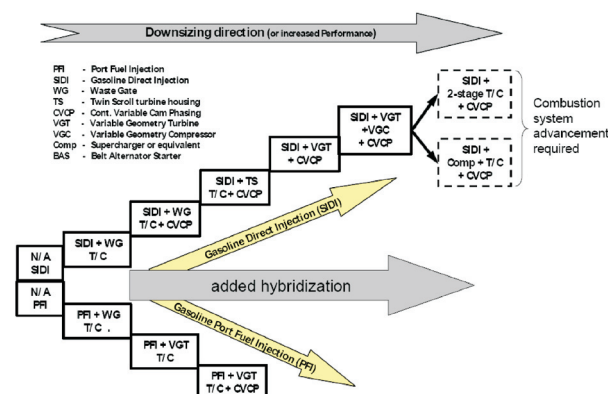 Downsizing direction (or increased Performance)
PFI - Port Fuel Injection
SIDI - Gasoline Direct Injection
WG - Waste Gate
TS - Twin Scroll turbine housing
CVCP - Cont. Variable Cam Phasing
VGT - Variable Geometry Turbine
VGC - Variable Geometry Compressor
Comp - Supercharger or equivalent
BAS - Belt Alternator Starter
SIDI +
2-stage T/C
+ CVCP
SIDI +
Comp + T/C
+ CVCP
Combustion
system
advancement
required
SIDI + VGT
+VGC
+ CVCP
SIDI + VGT
+ CVCP
SIDI + TS
T/C + CVCP
SIDI + WG
T/C + CVCP
SIDI + WG
T/C
N/A
SIDI
N/A
PFI
Gasoline Direct Injection (SIDI)
added hybridization
Gasoline Port Fuel Injection (PFI)
PFI + WG
T/C .
PFI + VGT
T/C
PFI + VGT
T/C + CVCP